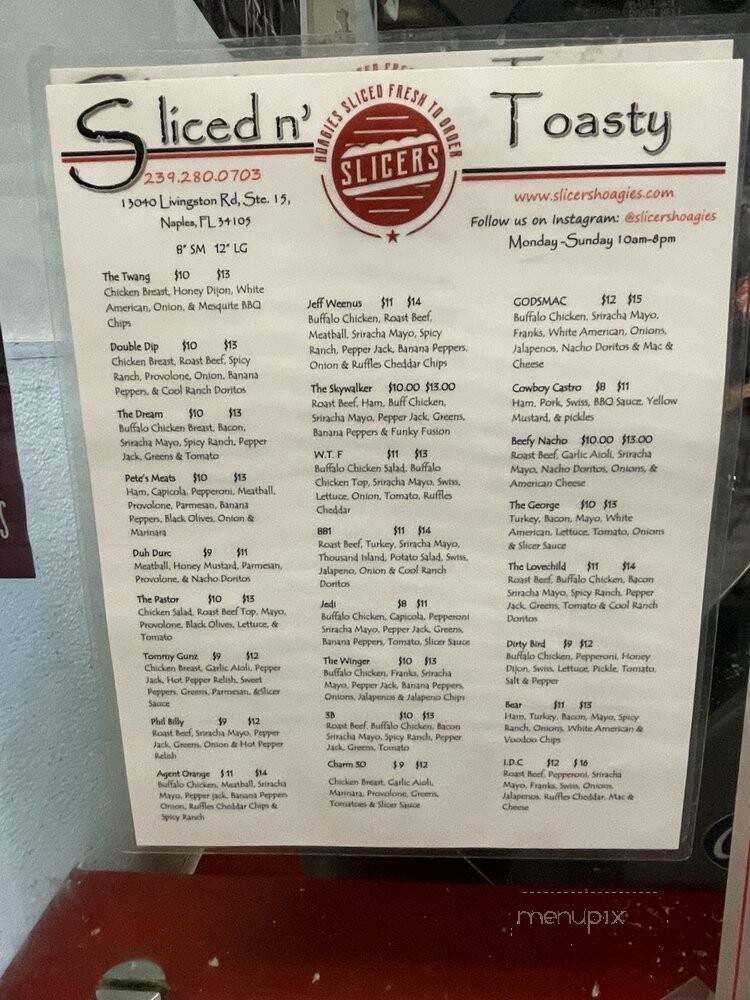 Sliced n' Toasty
HOAGIES SLICED FRESH TO ORDER
SLICERS
239.280.0703
13040 Livingston Rd, Ste. 15,
Naples, FL 34105
8" SM 12" LG
www.slicershoagies.com
Follow us on Instagram: @slicershoagies
Monday-Sunday 10am-8pm
The Twang $10 $13
Chicken Breast, Honey Dijon, White
American, Onion, & Mesquite BBQ
Chips
Double Dip $10 $13
Chicken Breast, Roast Beef, Spicy
Ranch, Provolone, Onion, Banana
Peppers, & Cool Ranch Doritos
The Dream $10 $13
Buffalo Chicken Breast, Bacon,
Sriracha Mayo, Spicy Ranch, Pepper
Jack, Greens & Tomato
Pete's Meats $10 $13
Ham, Capicola, Pepperoni, Meatball,
Provolone, Parmesan, Banana
Peppers, Black Olives, Onion &
Marinara
Duh Durc $9 $11
Meatball, Honey Mustard, Parmesan,
Provolone, & Nacho Doritos
The Pastor $10 $13
Chicken Salad, Roast Beef Top, Mayo,
Provolone, Black Olives, Lettuce, &
Tomato
Tommy Gunz $9 $12
Chicken Breast, Garlic Aioli, Pepper
Jack, Hot Pepper Relish, Sweet
Peppers, Greens, Parmesan, &Slicer
Sauce
Phil Billy $9 $12
Roast Beef, Sriracha Mayo, Pepper
Jack, Greens, Onion & Hot Pepper
Relish
Agent Orange $11 $14
Buffalo Chicken, Meatball, Sriracha
Mayo, Pepper jack, Banana Peppers
Onion, Ruffles Cheddar Chips &
Spicy Ranch
Jeff Weenus $11 $14
Buffalo Chicken, Roast Beef,
Meatball, Sriracha Mayo, Spicy
Ranch, Pepper Jack, Banana Peppers,
Onion & Ruffles Cheddar Chips
The Skywalker $10.00 $13.00
Roast Beef, Ham, Buff Chicken,
Sriracha Mayo, Pepper Jack, Greens,
Banana Peppers & Funky Fusion
W.T. F $11 $13
Buffalo Chicken Salad, Buffalo
Chicken Top, Sriracha Mayo, Swiss,
Lettuce, Onion, Tomato, Ruffles
Cheddar
BB1 $11 $14
Roast Beef, Turkey, Sriracha Mayo,
Thousand Island, Potato Salad, Swiss,
Jalapeno, Onion & Cool Ranch
Doritos
Jedi $8 $11
Buffalo Chicken, Capicola, Pepperoni
Sriracha Mayo, Pepper Jack, Greens,
Banana Peppers, Tomato, Slicer Sauce
The Winger $10 $13
Buffalo Chicken, Franks, Sriracha
Mayo, Pepper Jack, Banana Peppers,
Onions, Jalapenos & Jalapeno Chips
3B $10 $13
Roast Beef, Buffalo Chicken, Bacon
Sriracha Mayo, Spicy Ranch, Pepper
Jack, Greens, Tomato
Charm 30 $9 $12
Chicken Breast, Garlic Aioli,
Marinara, Provolone, Greens,
Tomatoes & Slicer Sauce
GODSMAC $12 $15
Buffalo Chicken, Sriracha Mayo,
Franks, White American, Onions,
Jalapenos, Nacho Doritos & Mac &
Cheese
Cowboy Castro $8 $11
Ham, Pork, Swiss, BBQ Sauce, Yellow
Mustard, & pickles
Beefy Nacho $10.00 $13.00
Roast Beef, Garlic Aioli, Sriracha
Mayo, Nacho Doritos, Onions, &
American Cheese
The George $10 $13
Turkey, Bacon, Mayo, White
American, Lettuce, Tomato, Onions
& Slicer Sauce
The Lovechild $11 $14
Roast Beef, Buffalo Chicken, Bacon
Sriracha Mayo, Spicy Ranch, Pepper
Jack, Greens, Tomato & Cool Ranch
Doritos
Dirty Bird $9 $12
Buffalo Chicken, Pepperoni, Honey
Dijon, Swiss, Lettuce, Pickle, Tomato,
Salt & Pepper
Bear $11 $13
Ham, Turkey, Bacon, Mayo, Spicy
Ranch, Onions, White American &
Voodoo Chips
I.D.C $12 $16
Roast Beef, Pepperoni, Sriracha
Mayo, Franks, Swiss, Onions,
Jalapenos, Ruffles Cheddar, Mac &
Cheese
menupix